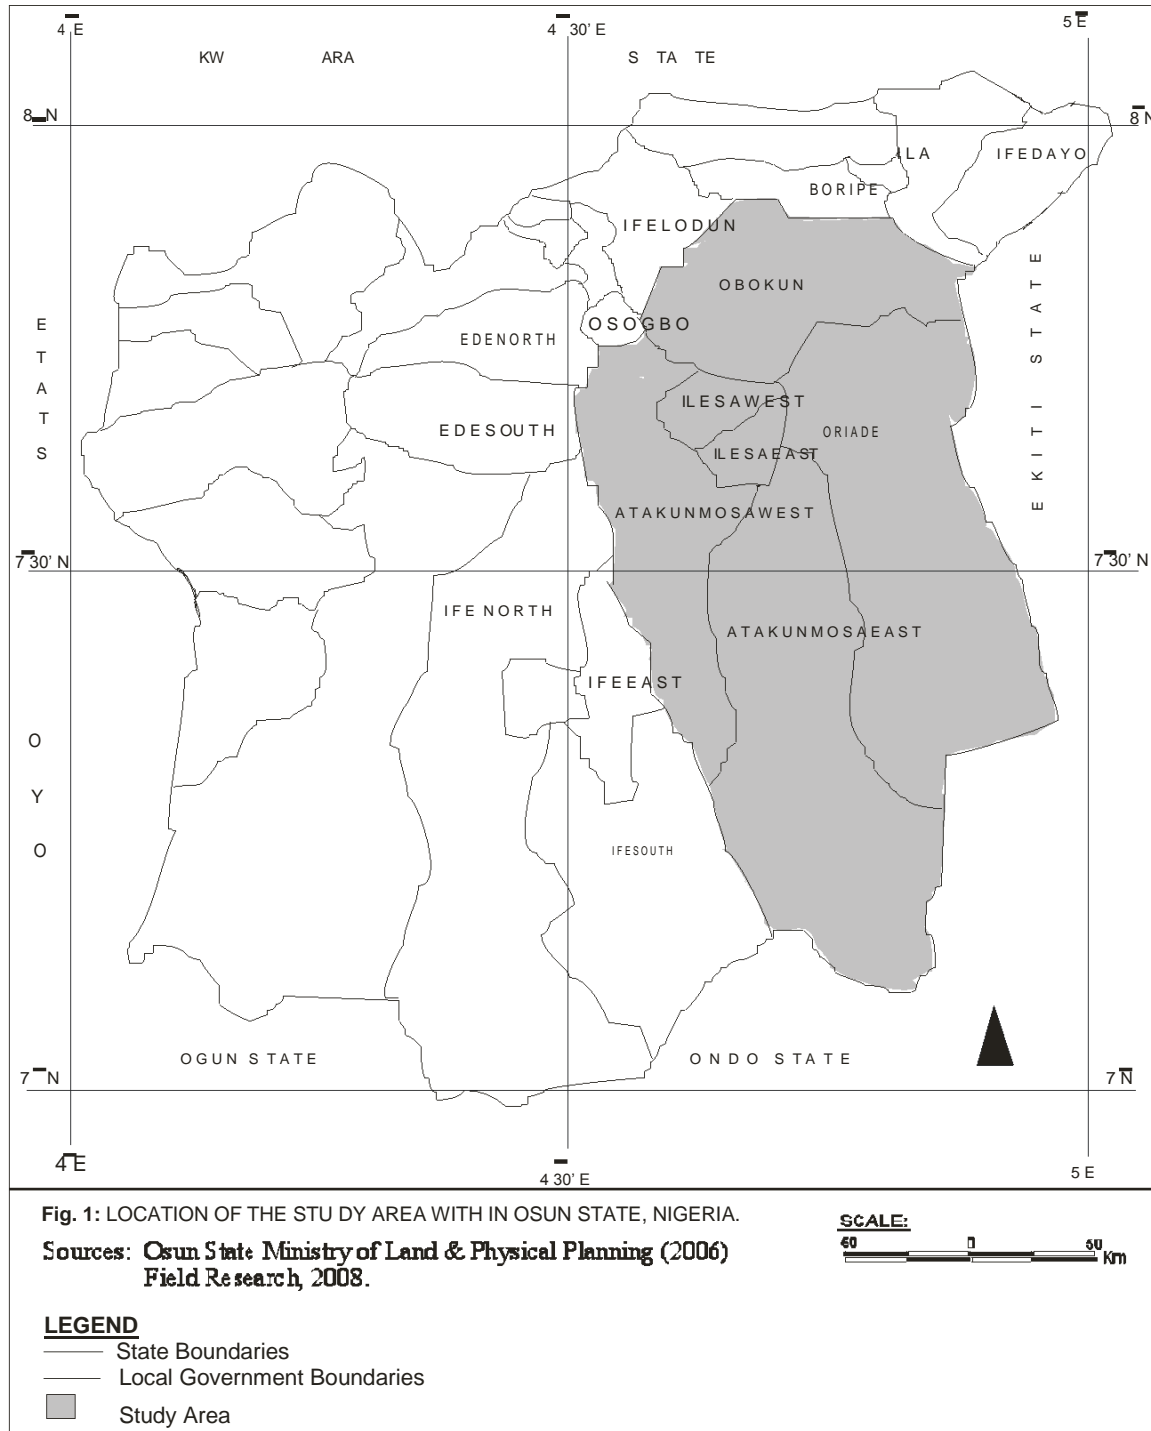 4 E
4 30' E
5 E
KW ARA S TA TE
8 N
8 N
ILA
IFEDAYO
BORIPE
IFELODUN
OBOKUN
OSOGBO
EDENORTH
ILESAWEST
EDESOUTH
ORIADE
ILESAEAST
ATAKUNMOSAWEST
E
T
A
T
S
EKITI STATE
7 30' N
7 30' N
IFE NORTH
ATAKUNMOSAEAST
IFEEAST
O
Y
O
IFESOUTH
OGUN STATE
ONDO STATE
7 N
7 N
4 E
4 30' E
5 E
Fig. 1: LOCATION OF THE STU DY AREA WITH IN OSUN STATE, NIGERIA.
Sources: Osun State Ministry of Land & Physical Planning (2006)
Field Research, 2008.
SCALE:
0
Km
LEGEND
State Boundaries
Local Government Boundaries
Study Area